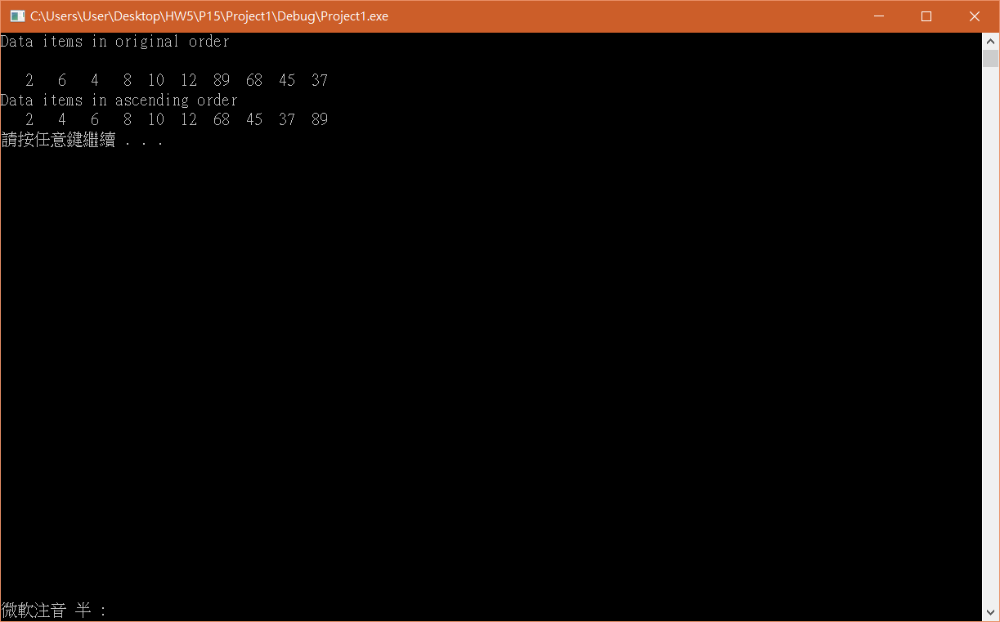 C:\Users\User\Desktop\HW5\P15\Project1\Debug\Project1.exe
Data items in original order
2 6 4 8 10 12 89 68 45 37
Data items in ascending order
2 4 6 8 10 12 68 45 37 89
請按任意鍵繼續 . . .
微軟注音 半 :